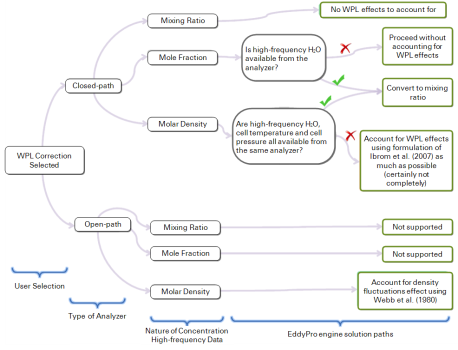 No WPL effects to account for
Mixing Ratio
Proceed without
accounting for
WPL effects
Is high-frequency H₂O
available from the
analyzer?
Mole Fraction
Closed-path
Convert to mixing
ratio
Molar Density
Are high-frequency H₂O,
cell temperature and cell
pressure all available from
the same analyzer?
Account for WPL effects
using formulation of
Ibrom et al. (2007) as
much as possible
(certainly not
completely)
WPL Correction
Selected
Open-path
Mixing Ratio
Not supported
Mole Fraction
Not supported
Molar Density
Account for density
fluctuations effect using
Webb et al. (1980)
User Selection
Type of Analyzer
Nature of Concentration
High-frequency Data
EddyPro engine solution paths